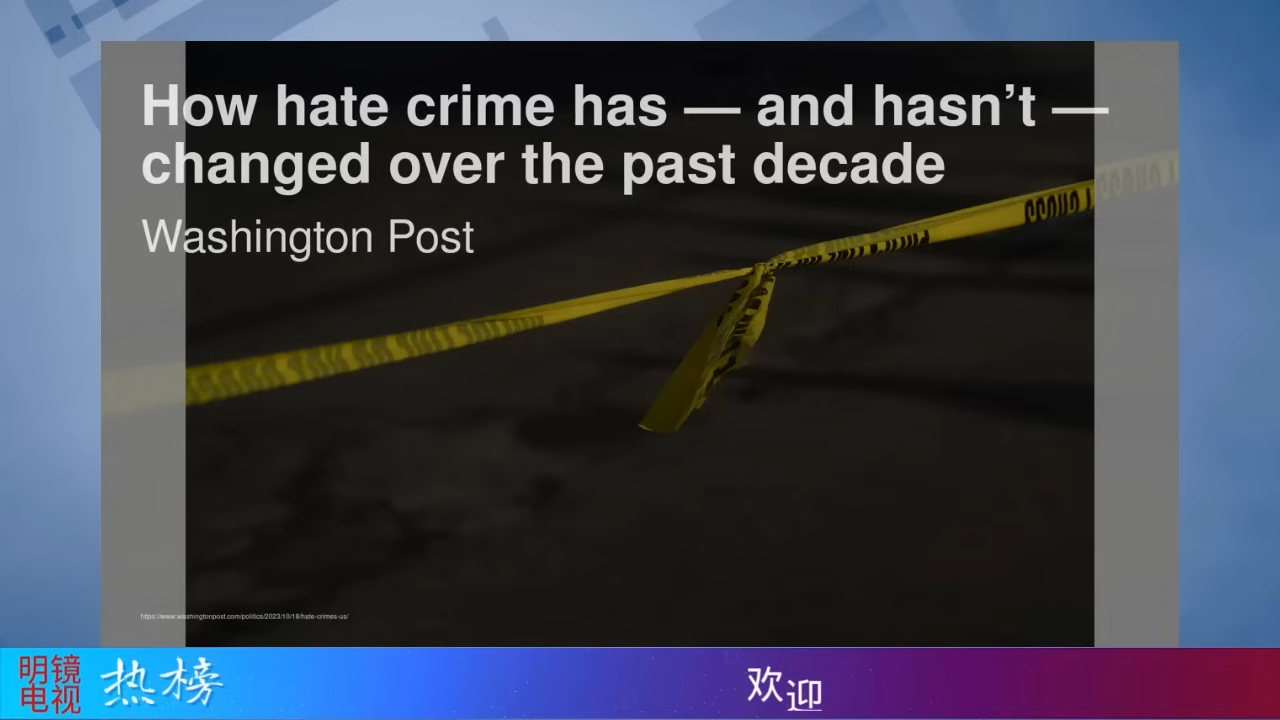 How hate crime has — and hasn’t —
changed over the past decade
Washington Post
https://www.washingtonpost.com/politics/2023/10/18/hate-crimes-us/
明镜
电视
热榜
欢迎